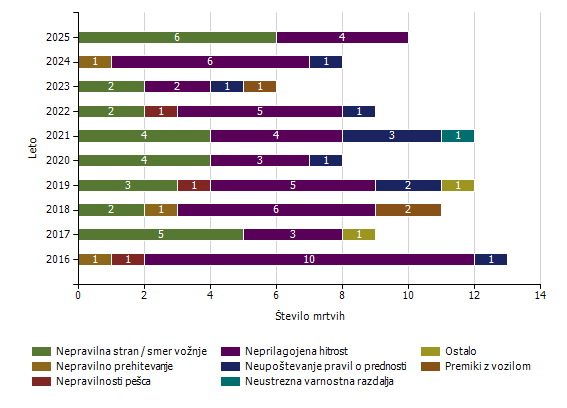 2025 6 4
2024 1 6 1
2023 2 2 1 1
2022 2 1 5 1
2021 4 4 3 1
2020 4 3 1
2019 3 1 5 2 1
2018 2 1 6 2
2017 5 3 1
2016 1 1 10 1
Leto
0 2 4 6 8 10 12 14
Število mrtvih
Nepravilna stran / smer vožnje Neprilagojena hitrost Ostalo
Nepravilno prehitevanje Neupoštevanje pravil o prednosti Premiki z vozilom
Nepravilnosti pešca Neustrezna varnostna razdalja